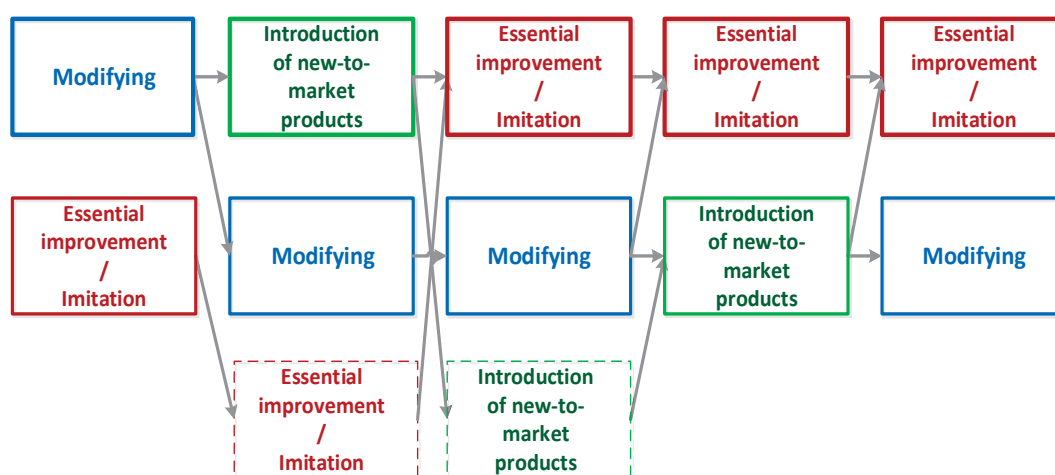 Modifying
Introduction
of new-to-
market
products
Essential
improvement
/
Imitation
Essential
improvement
/
Imitation
Essential
improvement
/
Imitation
Essential
improvement
/
Imitation
Modifying
Modifying
Introduction
of new-to-
market
products
Modifying
Essential
improvement
/
Imitation
Introduction
of new-to-
market
products